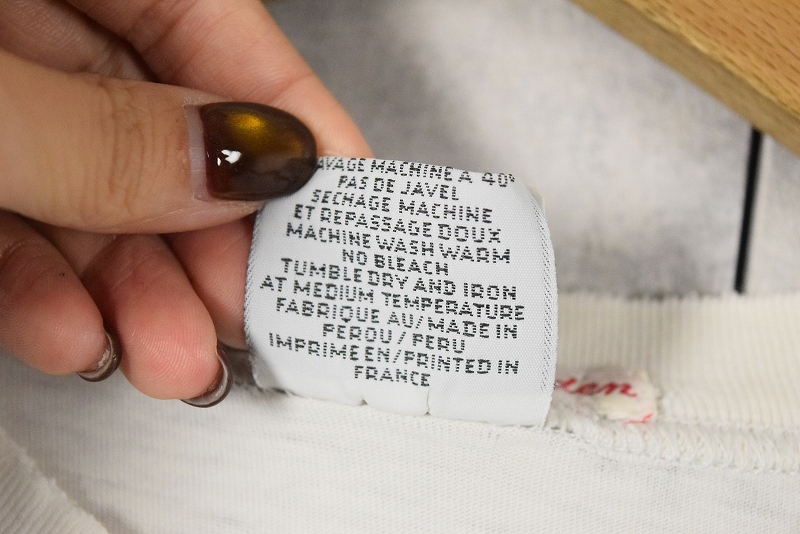 AVAGE MACHINE A 40°
PAS DE JAVEL
SECHAGE MACHINE
ET REPASSAGE DOUX
MACHINE WASH WARM
NO BLEACH
TUMBLE DRY AND IRON
AT MEDIUM TEMPERATURE
FABRIQUE AU/MADE IN
PEROU / PERU
IMPRIME EN/PRINTED IN
FRANCE